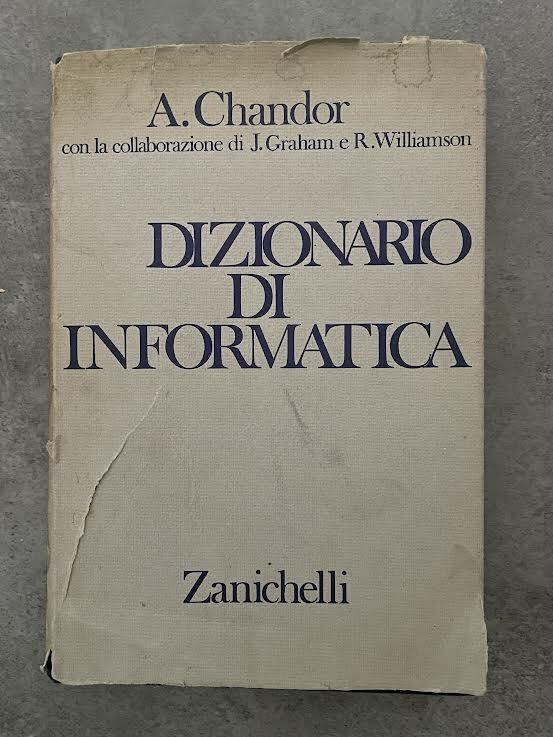 A. Chandor
con la collaborazione di J. Graham e R. Williamson
DIZIONARIO
DI
INFORMATICA
Zanichelli